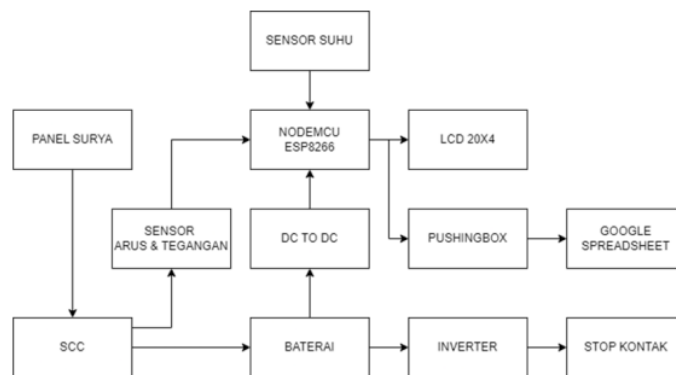 SENSOR SUHU
PANEL SURYA
NODEMCU
ESP8266
LCD 20X4
SENSOR
ARUS & TEGANGAN
DC TO DC
PUSHINGBOX
GOOGLE
SPREADSHEET
SCC
BATERAI
INVERTER
STOP KONTAK